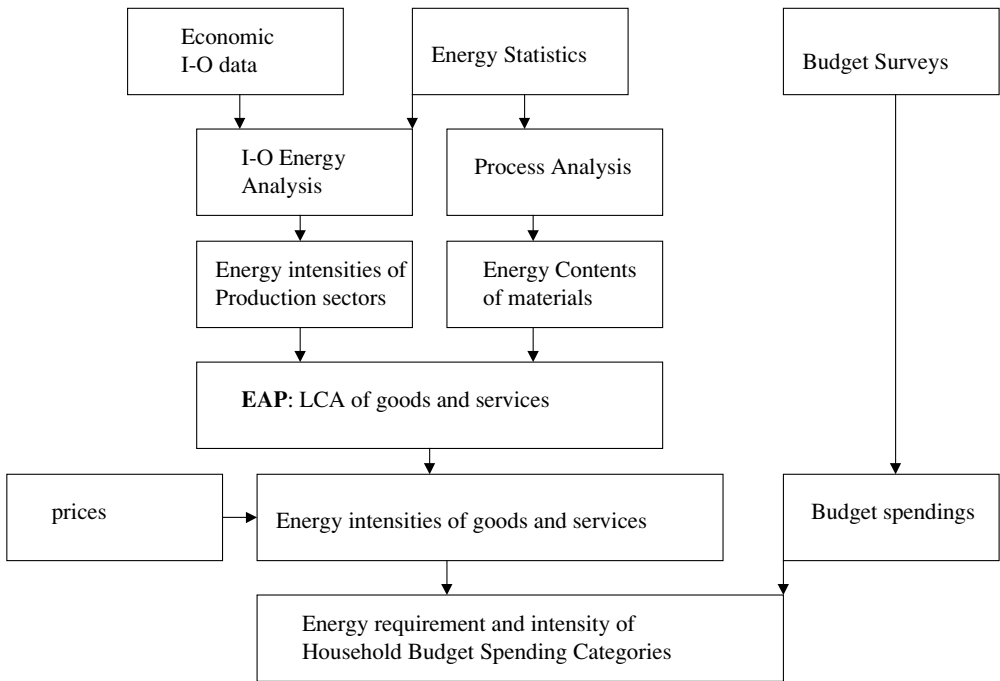 Economic
I-O data
Energy Statistics
Budget Surveys
I-O Energy
Analysis
Process Analysis
Energy intensities of
Production sectors
Energy Contents
of materials
EAP: LCA of goods and services
prices
Energy intensities of goods and services
Budget spendings
Energy requirement and intensity of
Household Budget Spending Categories